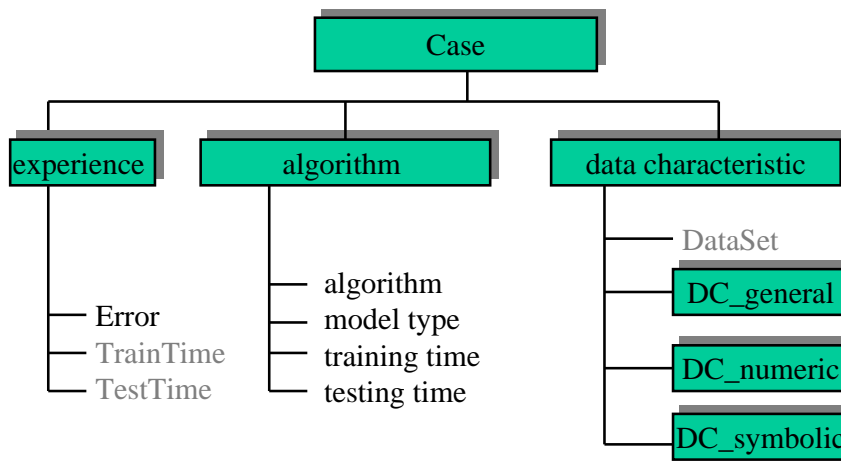 Case
experience
algorithm
data characteristic
Error
TrainTime
TestTime
algorithm
model type
training time
testing time
DataSet
DC_general
DC_numeric
DC_symbolic